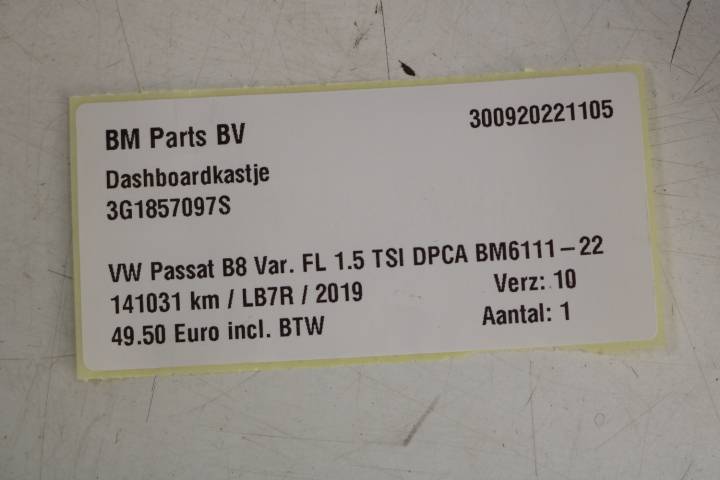 BM Parts BV 300920221105
Dashboardkastje
3G1857097S
VW Passat B8 Var. FL 1.5 TSI DPCA BM6111-22
141031 km / LB7R / 2019 Verz: 10
49.50 Euro incl. BTW Aantal: 1